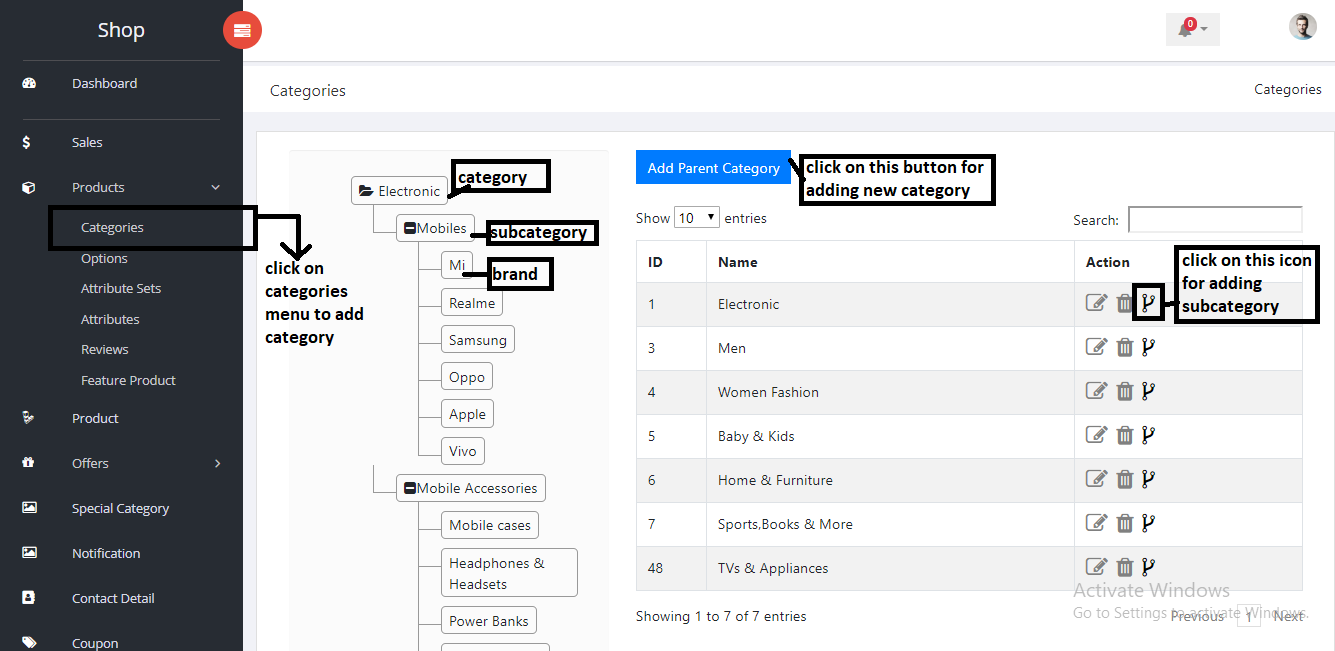 Shop
0
Dashboard
Categories
Categories
Sales
Products
Categories
Options
Attribute Sets
Attributes
Reviews
Feature Product
Product
Offers
Special Category
Notification
Contact Detail
Coupon
click on
categories
menu to add
category
Electronic
category
Mobiles
subcategory
Mi
brand
Realme
Samsung
Oppo
Apple
Vivo
Mobile Accessories
Mobile cases
Headphones &
Headsets
Power Banks
Add Parent Category
click on this button for
adding new category
Show 10 entries
Search:
ID Name Action
click on this icon
for adding
subcategory
1 Electronic
3 Men
4 Women Fashion
5 Baby & Kids
6 Home & Furniture
7 Sports,Books & More
48 TVs & Appliances
Activate Windows
Go to Settings to activate Windows.
Showing 1 to 7 of 7 entries
Previous 1 Next